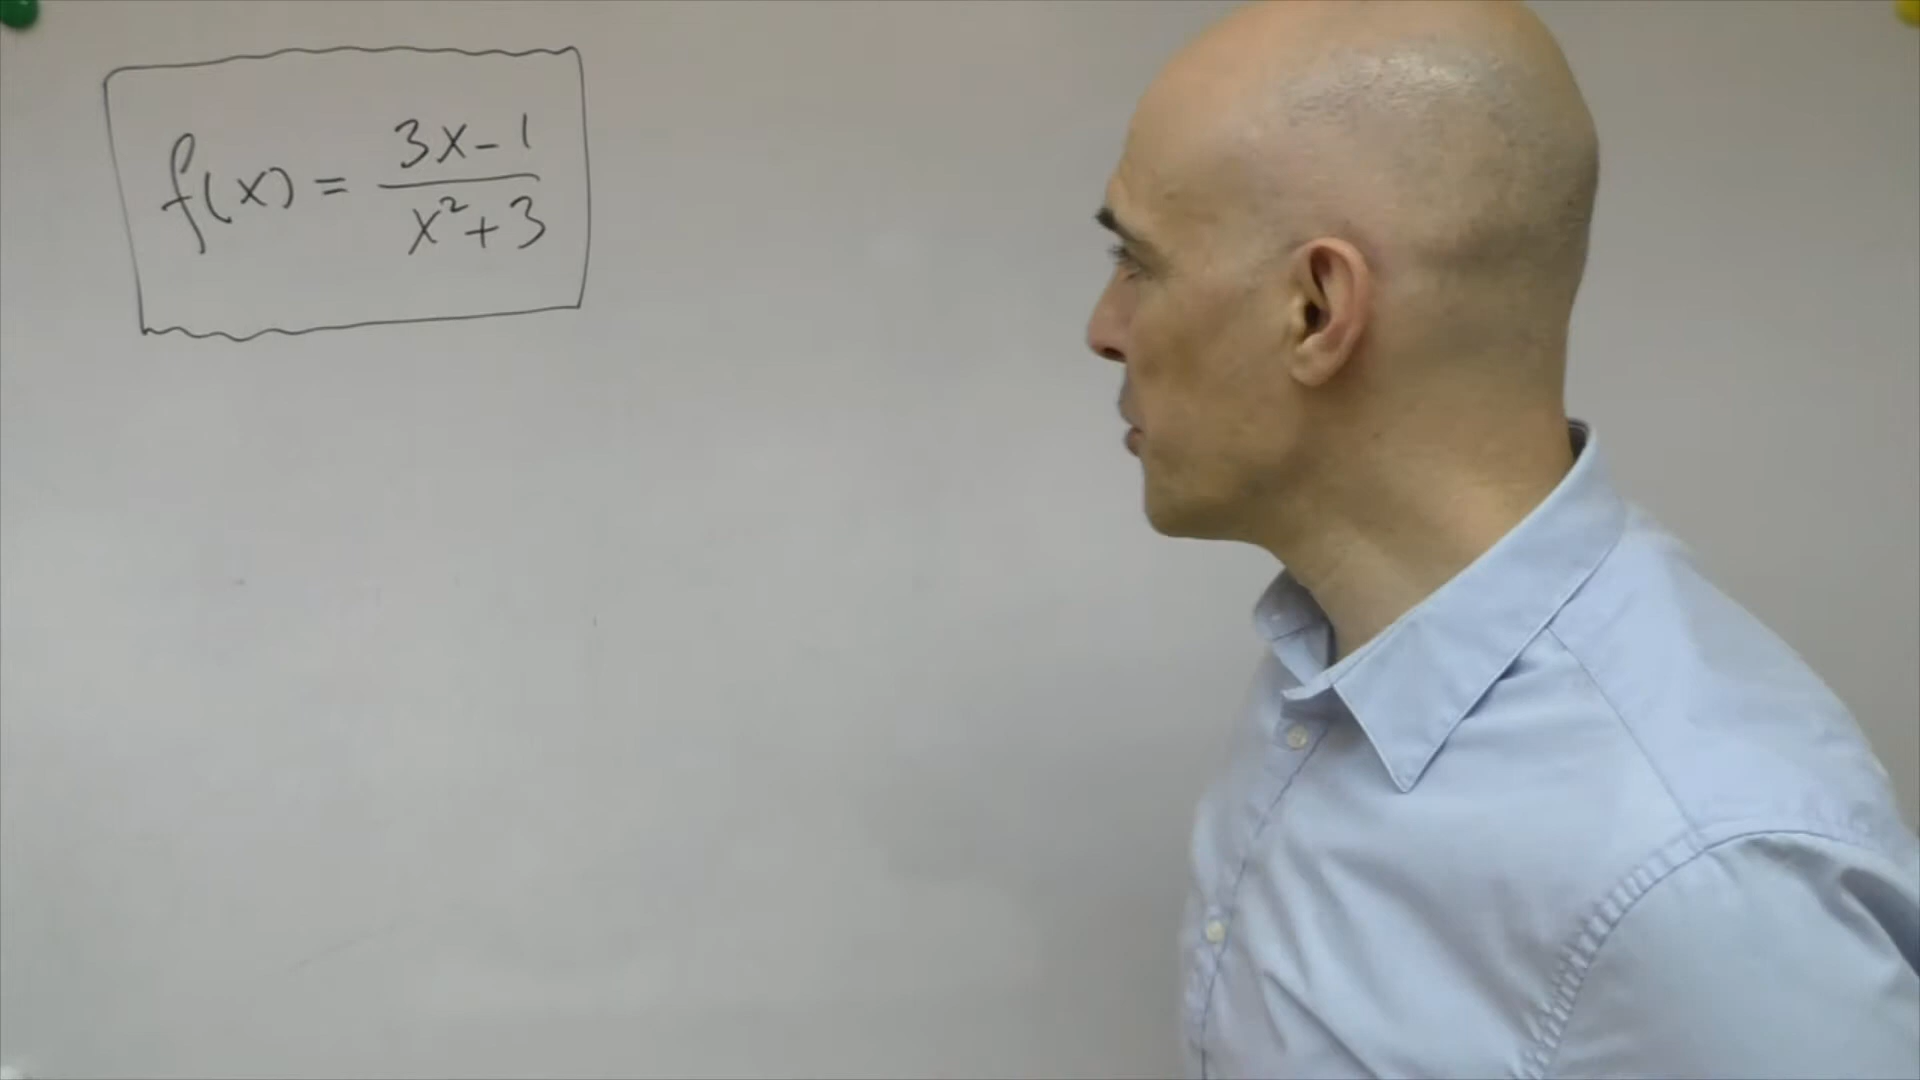 f(x) = (3x-1)/(x²+3)